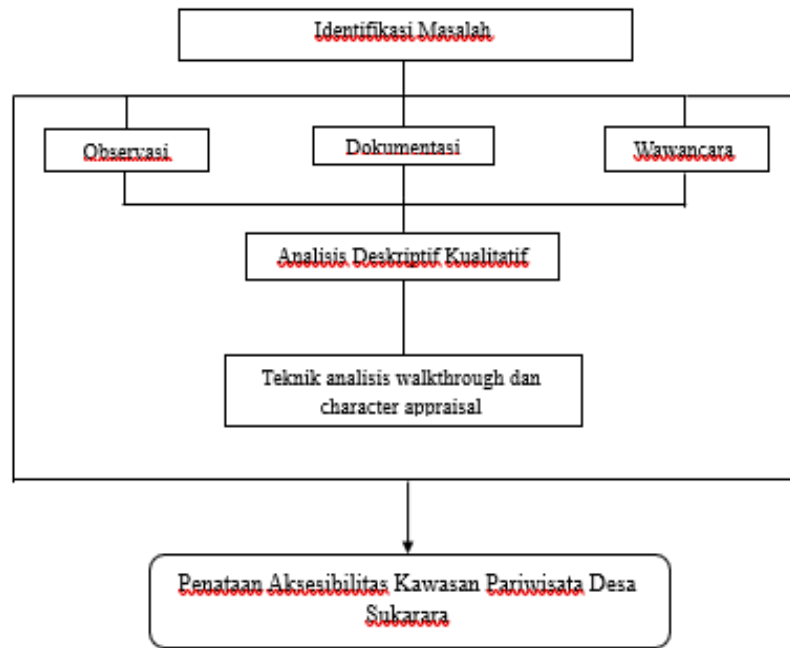 Identifikasi Masalah
Observasi
Dokumentasi
Wawancara
Analisis Deskriptif Kualitatif
Teknik analisis walkthrough dan
character appraisal
Penataan Aksesibilitas Kawasan Pariwisata Desa
Sukarara